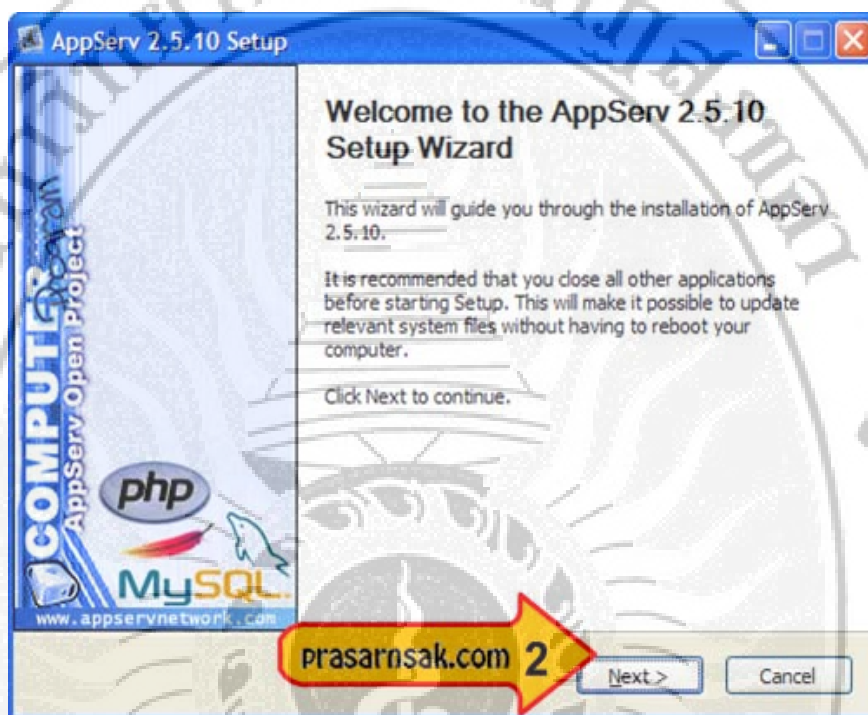 AppServ 2.5.10 Setup
Welcome to the AppServ 2.5.10
Setup Wizard
This wizard will guide you through the installation of AppServ
2.5.10.
It is recommended that you close all other applications
before starting Setup. This will make it possible to update
relevant system files without having to reboot your
computer.
Click Next to continue.
COMPUTER
Program
AppServ Open Project
php
MySQL
www.appservnetwork.com
prasarnsak.com 2
Next >
Cancel